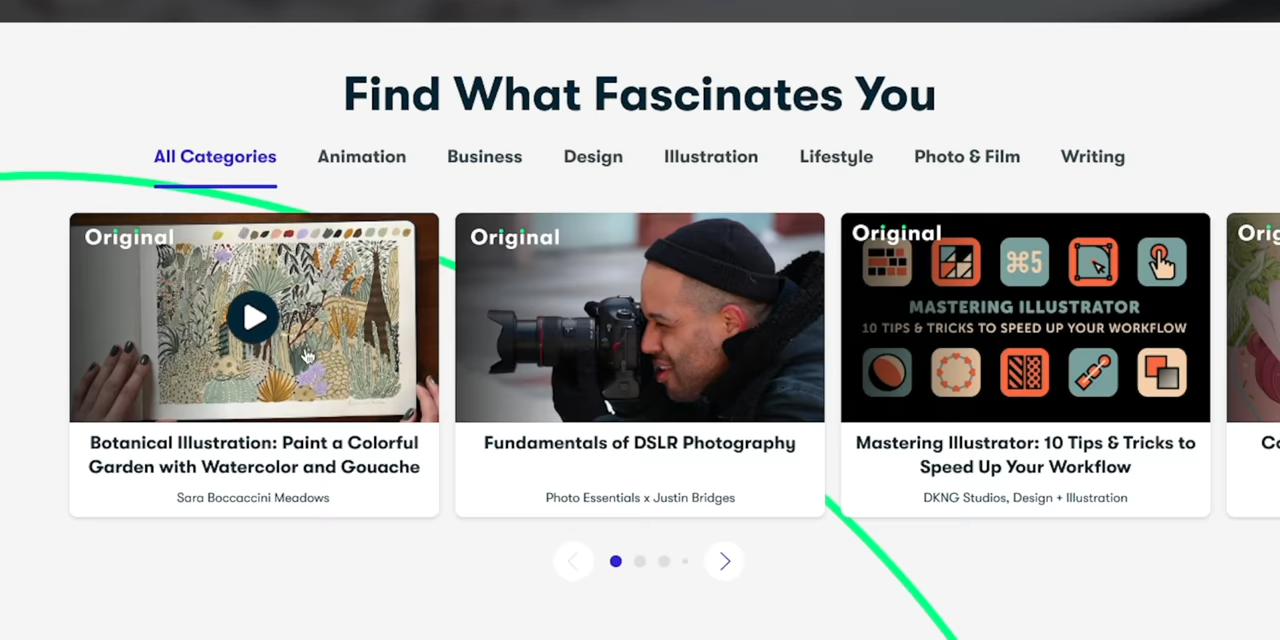 Find What Fascinates You
All Categories Animation Business Design Illustration Lifestyle Photo & Film Writing
Original
Original
Original
⌘5
MASTERING ILLUSTRATOR
10 TIPS & TRICKS TO SPEED UP YOUR WORKFLOW
Botanical Illustration: Paint a Colorful
Garden with Watercolor and Gouache
Sara Boccaccini Meadows
Fundamentals of DSLR Photography
Photo Essentials x Justin Bridges
Mastering Illustrator: 10 Tips & Tricks to
Speed Up Your Workflow
DKNG Studios, Design + Illustration